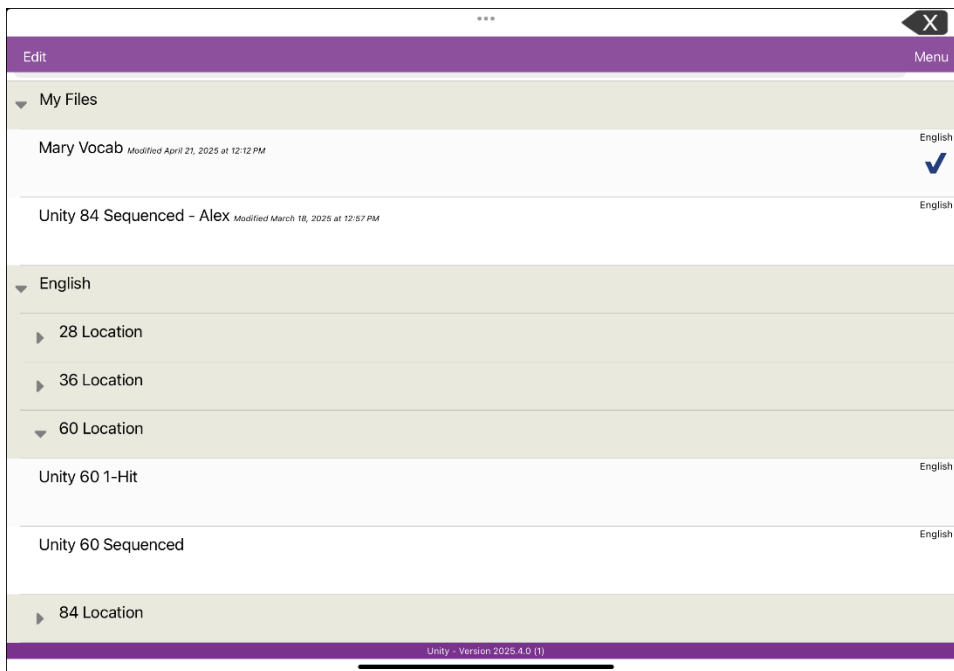 X
Edit
Menu
My Files
Mary Vocab Modified April 21, 2025 at 12:12 PM
English
Unity 84 Sequenced - Alex Modified March 18, 2025 at 12:57 PM
English
English
28 Location
36 Location
60 Location
Unity 60 1-Hit
English
Unity 60 Sequenced
English
84 Location
Unity - Version 2025.4.0 (1)